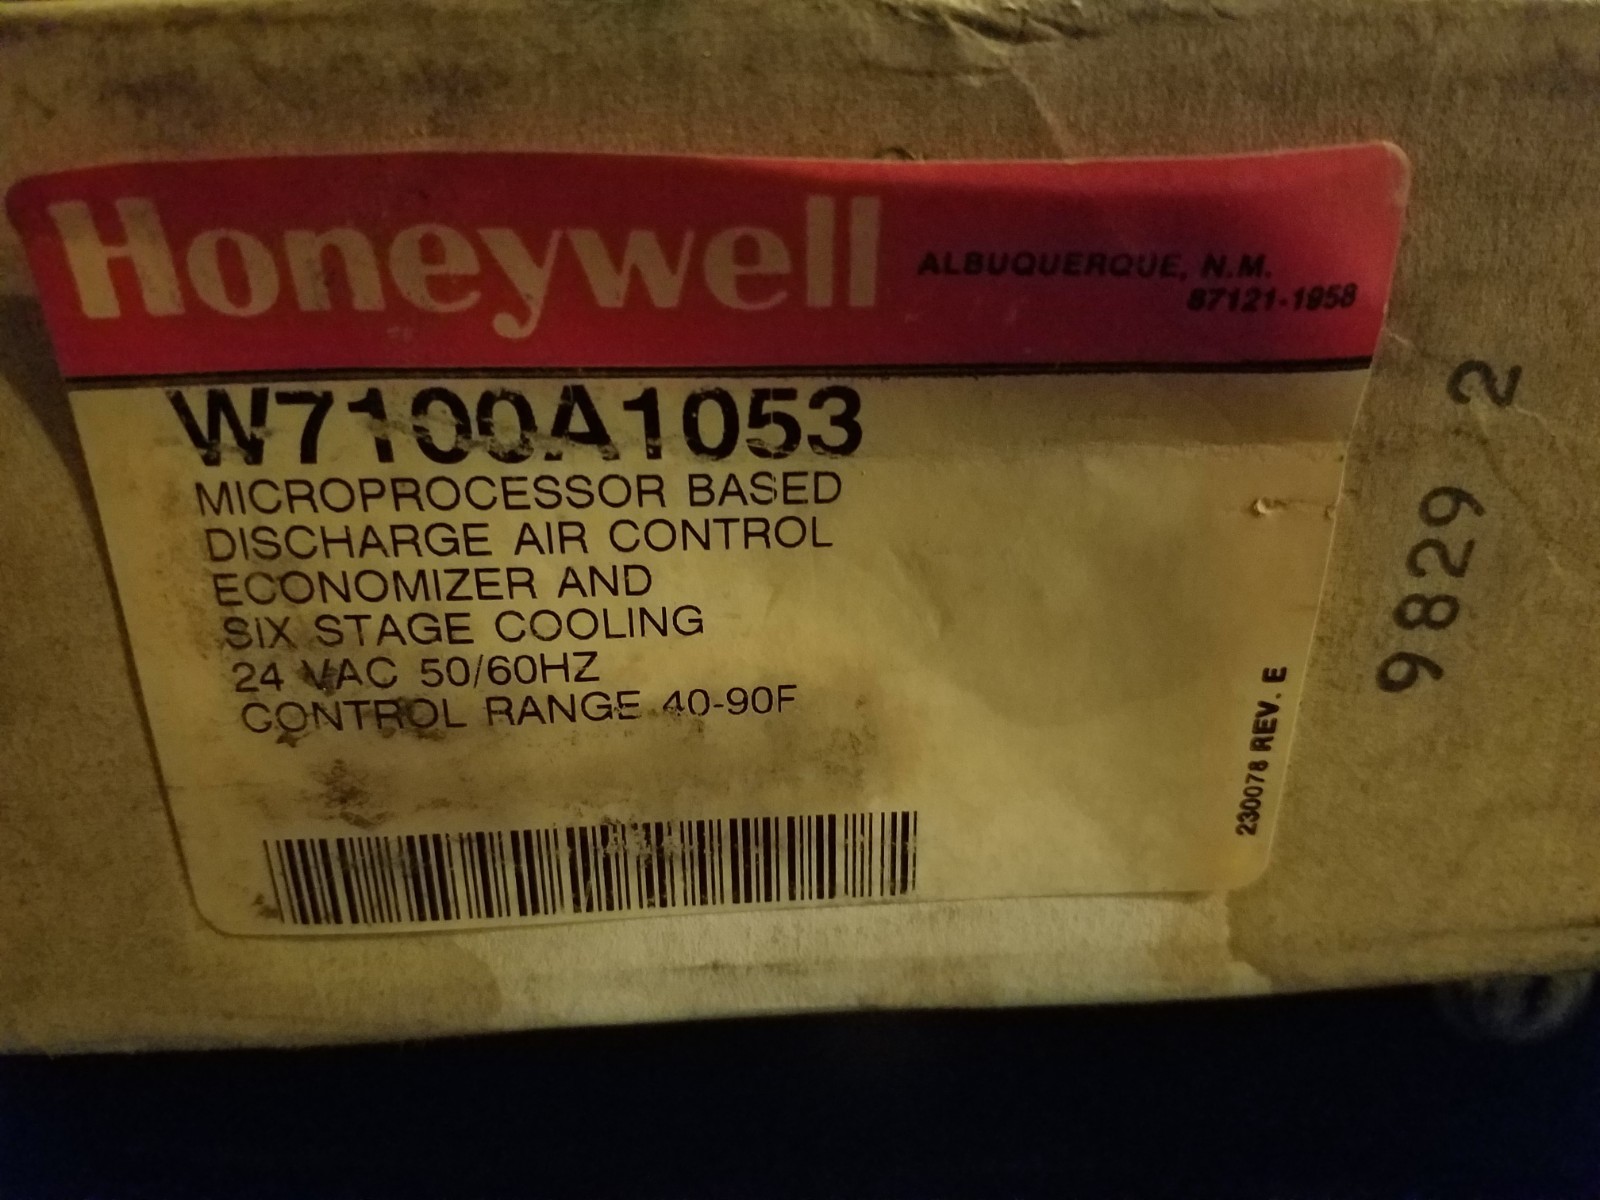 Honeywell
ALBUQUERQUE, N.M.
87121-1958
W7100A1053
MICROPROCESSOR BASED
DISCHARGE AIR CONTROL
ECONOMIZER AND
SIX STAGE COOLING
24 VAC 50/60HZ
CONTROL RANGE 40-90F
230078 REV. E
9829 2